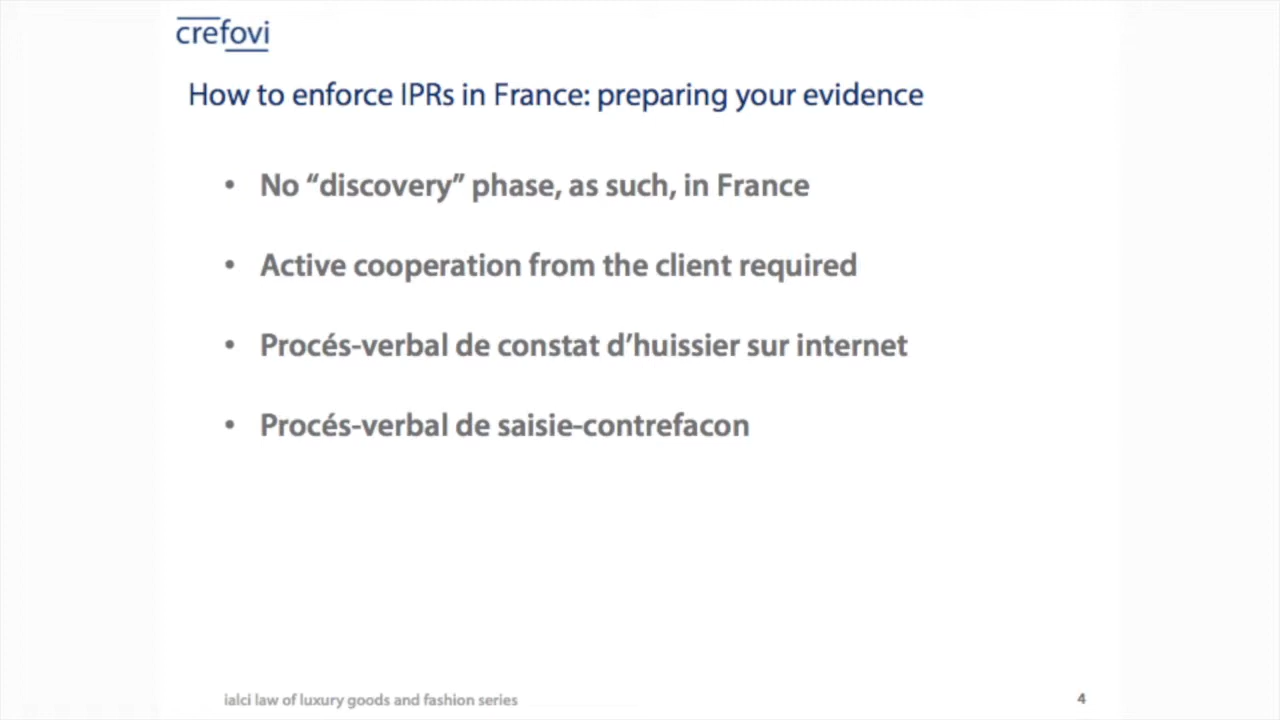 crefovi
How to enforce IPRs in France: preparing your evidence
• No “discovery” phase, as such, in France
• Active cooperation from the client required
• Procés-verbal de constat d’huissier sur internet
• Procés-verbal de saisie-contrefacon
ialci law of luxury goods and fashion series
4